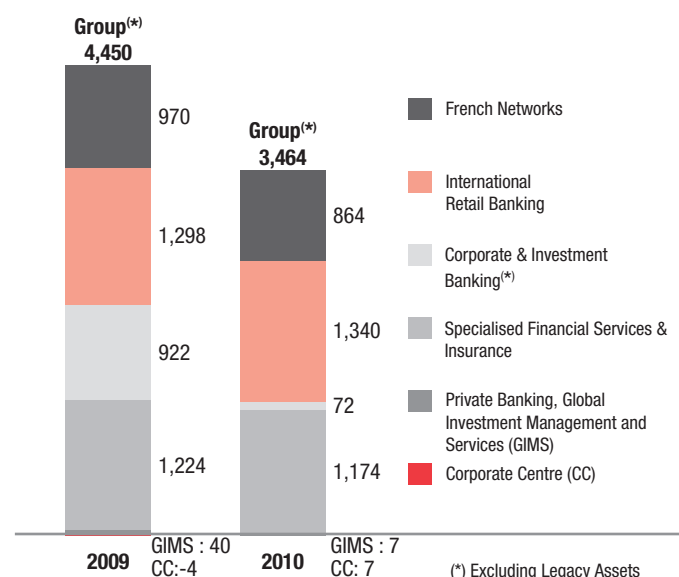 Group(*)
4,450
970
1,298
922
1,224
Group(*)
3,464
864
1,340
72
1,174
French Networks
International
Retail Banking
Corporate & Investment
Banking(*)
Specialised Financial Services &
Insurance
Private Banking, Global
Investment Management and
Services (GIMS)
Corporate Centre (CC)
2009
GIMS : 40
CC:-4
2010
GIMS : 7
CC: 7
(*) Excluding Legacy Assets